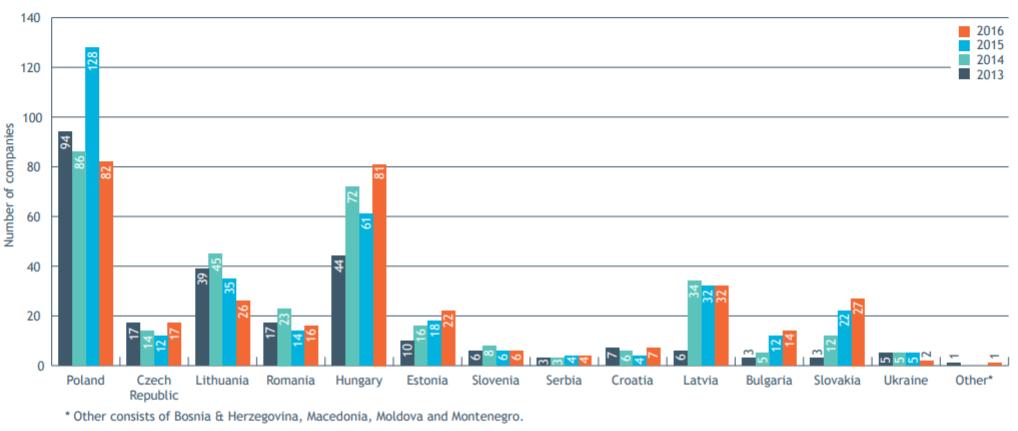 140
120
100
80
60
40
20
0
Number of companies
2016
2015
2014
2013
94 86 128 82
17 14 12 17
39 45 35 26
17 23 14 16
44 72 61 81
10 16 18 22
6 8 6 6
3 3 4 4
7 6 4 7
6 34 32 32
3 5 12 14
3 12 22 27
5 5 5 2
1 1
Poland Czech Republic Lithuania Romania Hungary Estonia Slovenia Serbia Croatia Latvia Bulgaria Slovakia Ukraine Other*
* Other consists of Bosnia & Herzegovina, Macedonia, Moldova and Montenegro.